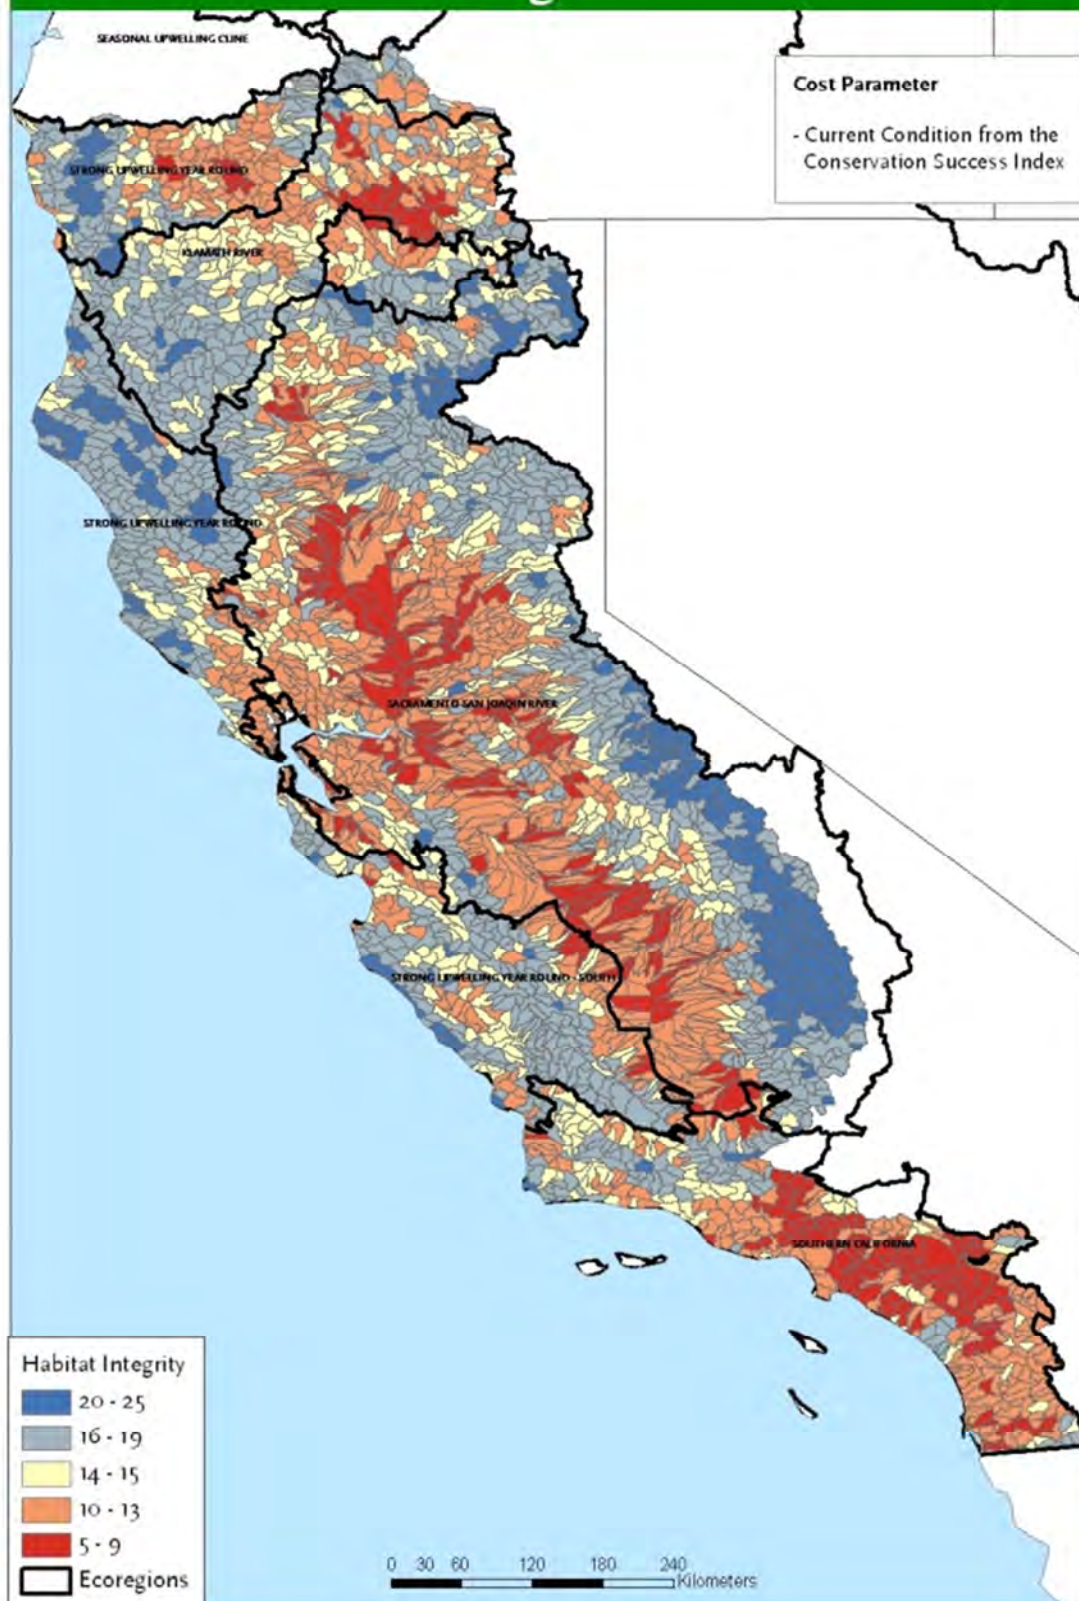 SEASONAL UPWELLING CLINE
Cost Parameter
- Current Condition from the
Conservation Success Index
STRONG UPWELLING YEAR ROUND
KLAMATH RIVER
STRONG UPWELLING YEAR ROUND
SACRAMENTO-SAN JOAQUIN RIVER
STRONG UPWELLING YEAR ROUND - SOUTH
SOUTHERN CALIFORNIA
Habitat Integrity
20 - 25
16 - 19
14 - 15
10 - 13
5 - 9
Ecoregions
0 30 60 120 180 240
Kilometers